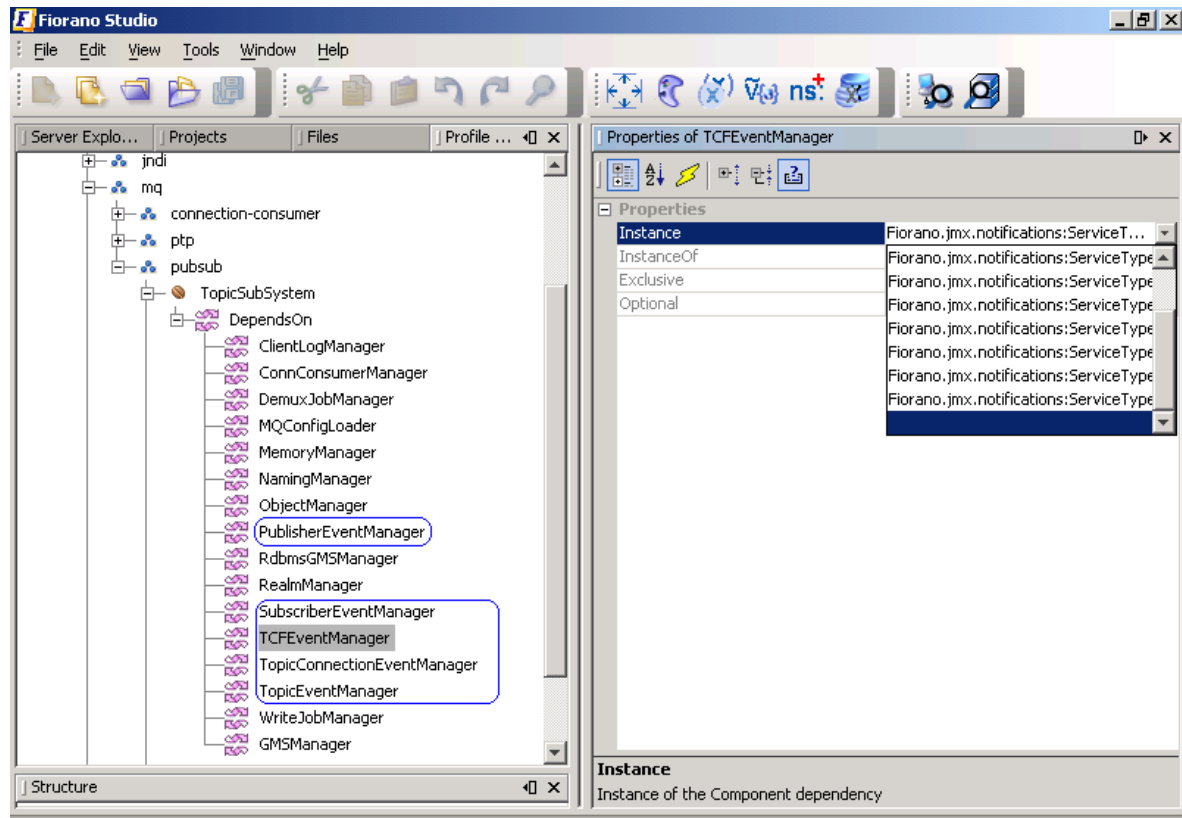 Fiorano Studio
File Edit View Tools Window Help
ns:
Server Explo... Projects Files Profile ...
jndi
mq
connection-consumer
ptp
pubsub
TopicSubSystem
DependsOn
ClientLogManager
ConnConsumerManager
DemuxJobManager
MQConfigLoader
MemoryManager
NamingManager
ObjectManager
PublisherEventManager
RdbmsGMSManager
RealmManager
SubscriberEventManager
TCFEventManager
TopicConnectionEventManager
TopicEventManager
WriteJobManager
GMSManager
Structure
Properties of TCFEventManager
Properties
Instance Fiorano.jmx.notifications:ServiceT...
InstanceOf Fiorano.jmx.notifications:ServiceType
Exclusive Fiorano.jmx.notifications:ServiceType
Optional Fiorano.jmx.notifications:ServiceType
Fiorano.jmx.notifications:ServiceType
Fiorano.jmx.notifications:ServiceType
Fiorano.jmx.notifications:ServiceType
Fiorano.jmx.notifications:ServiceType
Instance
Instance of the Component dependency